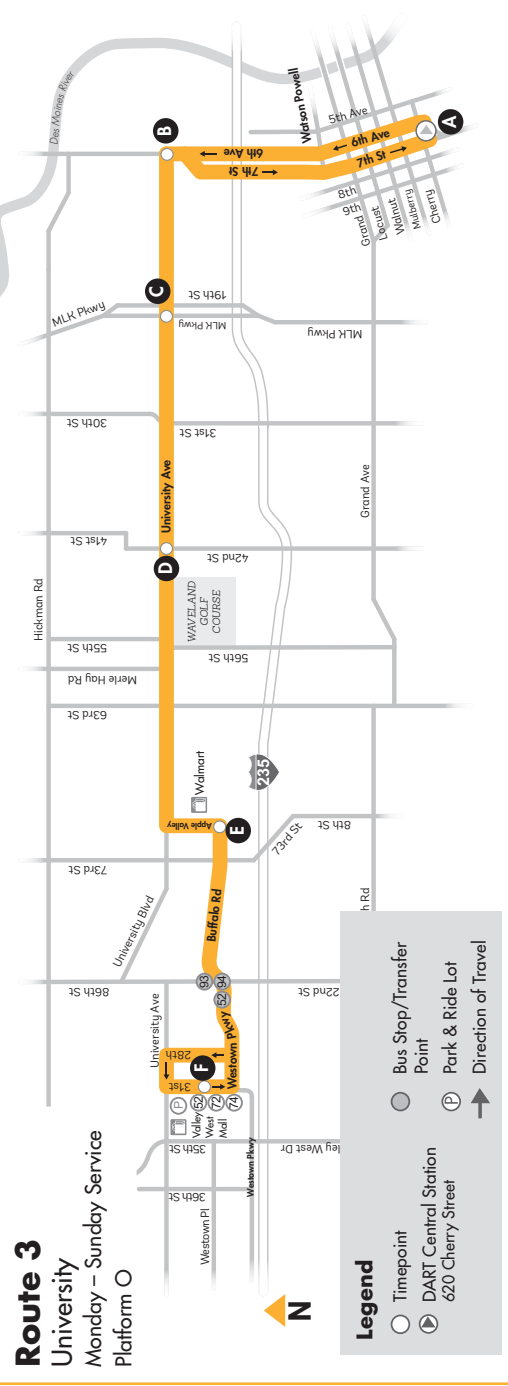 Route 3
University
Monday – Sunday Service
Platform O
N
Legend
Timepoint
DART Central Station
620 Cherry Street
Bus Stop/Transfer
Point
P
Park & Ride Lot
Direction of Travel
Des Moines River
Hickman Rd
University Blvd
University Ave
University Ave
Grand Ave
Westown Pl
Westown Pkwy
Westown Pkwy
Buffalo Rd
Apple Valley
Walmart
WAVELAND
GOLF
COURSE
235
36th St
35th St
ley West Dr
31st
28th
P
Valley
West
Mall
52
72
74
F
86th St
22nd St
93
94
52
73rd St
73rd St
8th St
E
h Rd
63rd St
Merle Hay Rd
55th St
56th St
41st St
42nd St
D
30th St
31st St
MLK Pkwy
MLK Pkwy
MLK Pkwy
19th St
C
B
6th Ave
7th St
6th Ave
7th St
Watson Powell
5th Ave
8th
9th
Grand
Locust
Walnut
Mulberry
Cherry
A